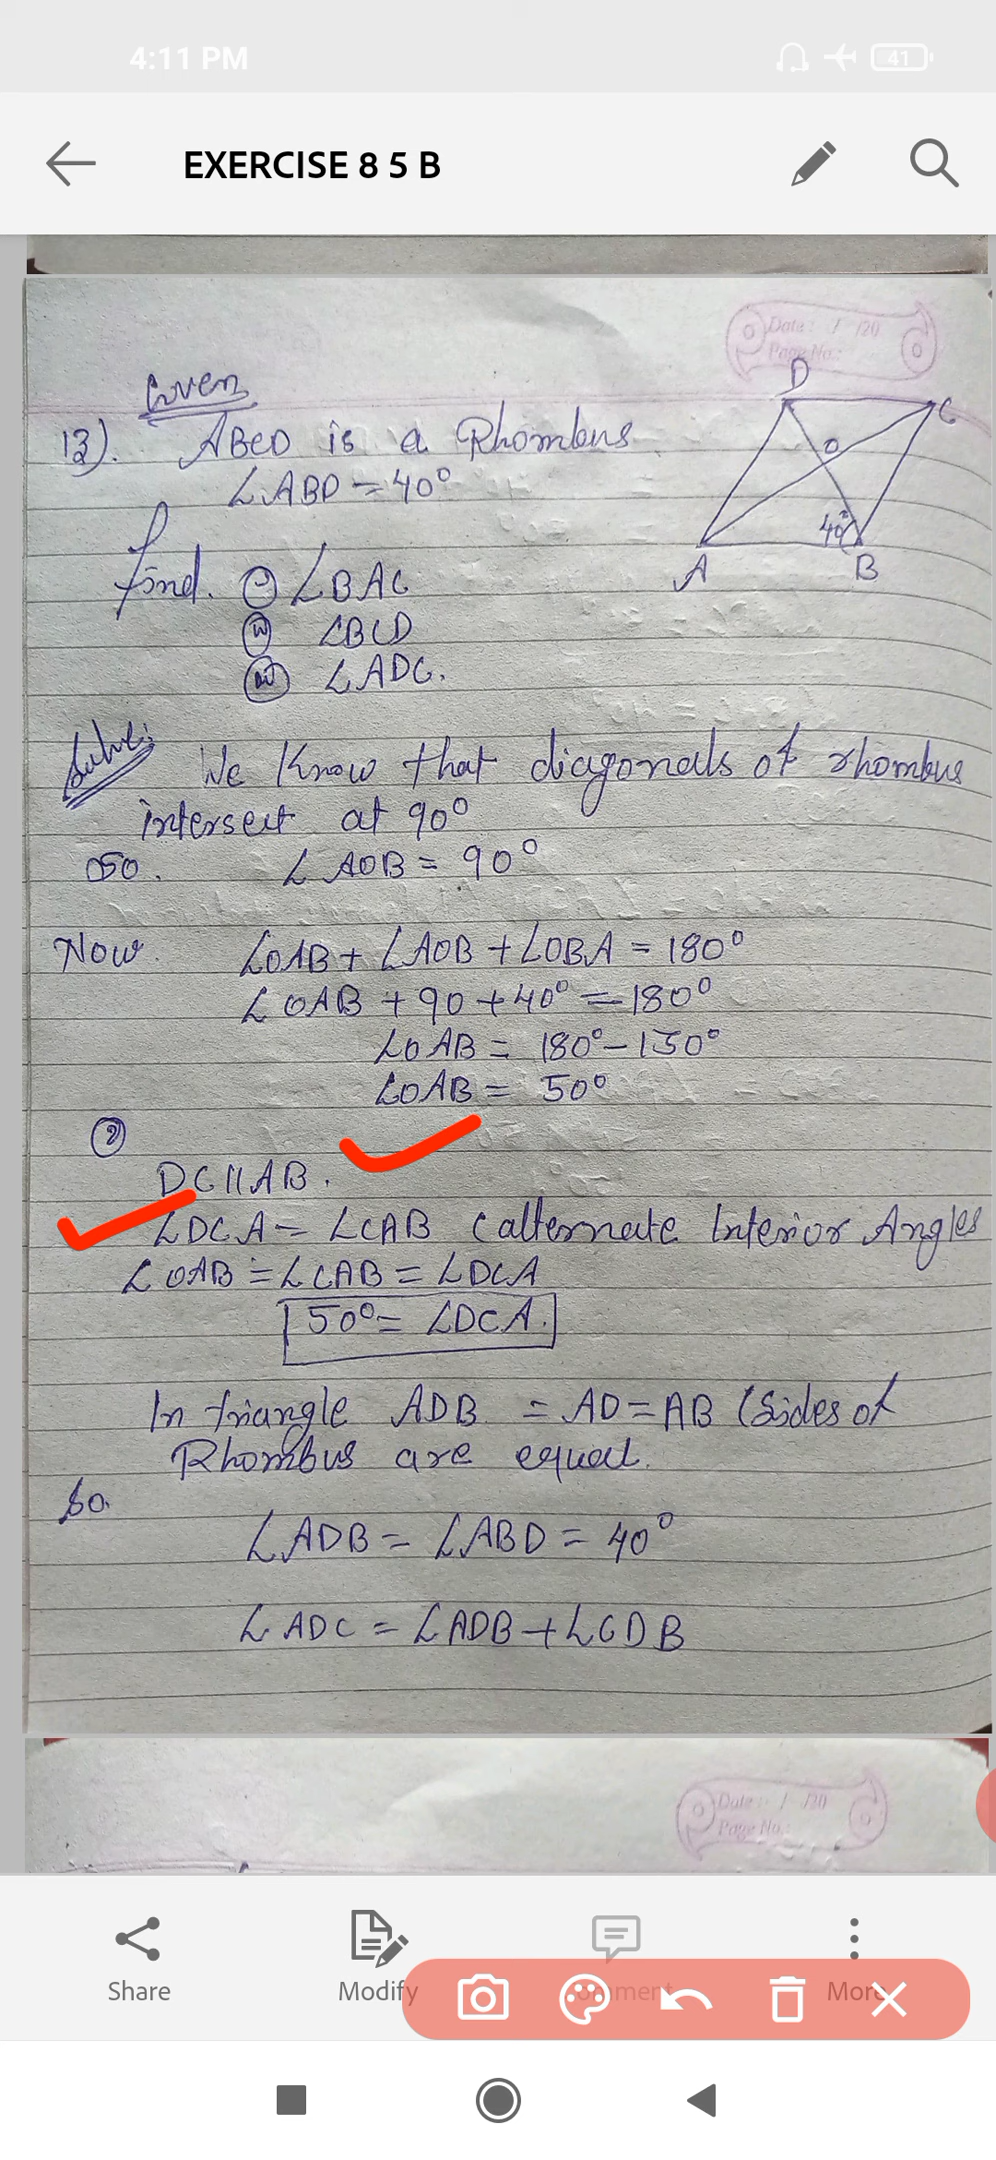 4:11 PM
41
EXERCISE 8 5 B
Date: / /20
Page No.:
Given
13). ABCD is a Rhombus
∠ABD = 40°
find. ∠BAC
∠BCD
(iii) ∠ADC.
D
C
O
40°
A
B
Solve: We Know that diagonals of rhombus
intersect at 90°
So. ∠AOB = 90°
Now. ∠OAB + ∠AOB + ∠OBA = 180°
∠OAB + 90 + 40° = 180°
∠OAB = 180° - 130°
∠OAB = 50°
②
DC || AB.
∠DCA = ∠CAB (alternate Interior Angles
∠OAB = ∠CAB = ∠DCA
50° = ∠DCA.
In triangle ADB = AD = AB (Sides of
Rhombus are equal.
So.
∠ADB = ∠ABD = 40°
∠ADC = ∠ADB + ∠CDB
Date: / /20
Page No.:
Share
Modify
More